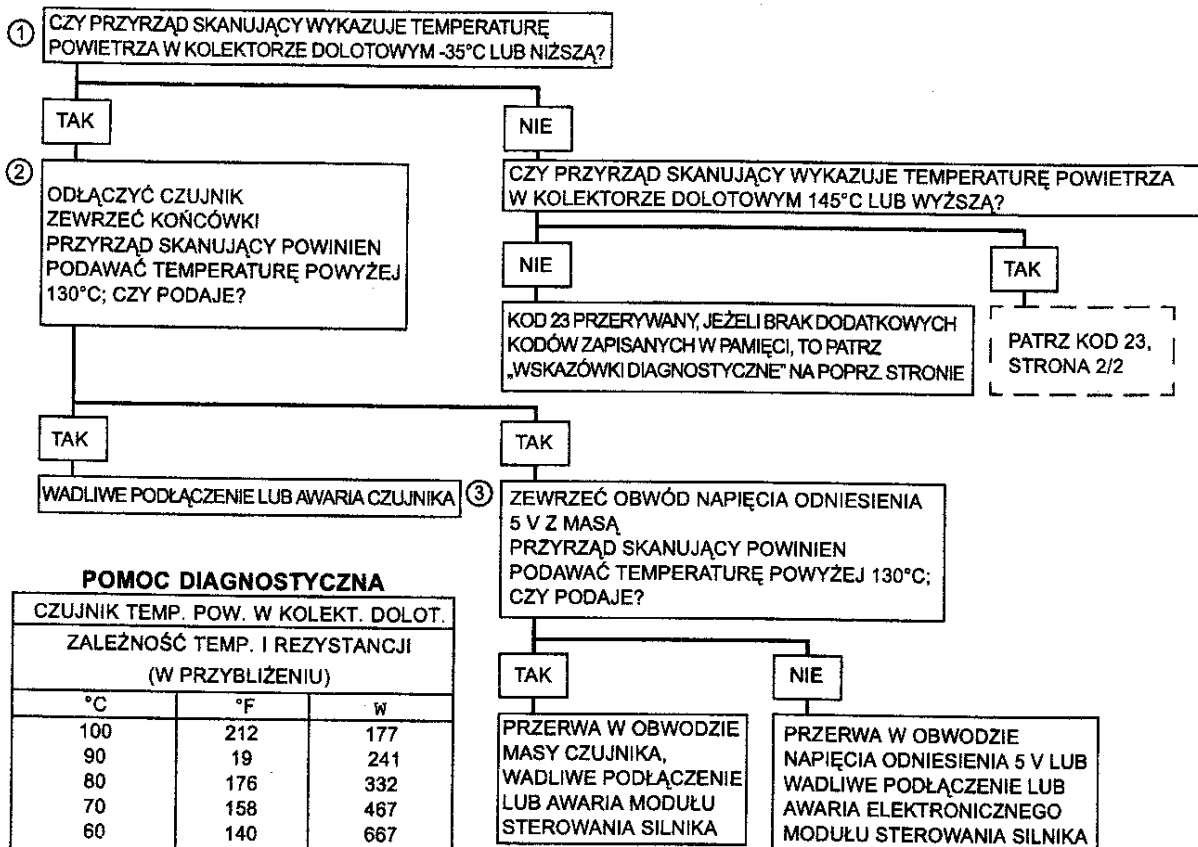 ① CZY PRZYRZĄD SKANUJĄCY WYKAZUJE TEMPERATURĘ
POWIETRZA W KOLEKTORZE DOLOTOWYM -35°C LUB NIŻSZĄ?
TAK
NIE
② ODŁĄCZYĆ CZUJNIK
ZEWRZEĆ KOŃCÓWKI
PRZYRZĄD SKANUJĄCY POWINIEN
PODAWAĆ TEMPERATURĘ POWYŻEJ
130°C; CZY PODAJE?
CZY PRZYRZĄD SKANUJĄCY WYKAZUJE TEMPERATURĘ POWIETRZA
W KOLEKTORZE DOLOTOWYM 145°C LUB WYŻSZĄ?
NIE
TAK
KOD 23 PRZERYWANY, JEŻELI BRAK DODATKOWYCH
KODÓW ZAPISANYCH W PAMIĘCI, TO PATRZ
„WSKAZÓWKI DIAGNOSTYCZNE" NA POPRZ. STRONIE
PATRZ KOD 23,
STRONA 2/2
TAK
TAK
WADLIWE PODŁĄCZENIE LUB AWARIA CZUJNIKA
③ ZEWRZEĆ OBWÓD NAPIĘCIA ODNIESIENIA
5 V Z MASĄ
PRZYRZĄD SKANUJĄCY POWINIEN
PODAWAĆ TEMPERATURĘ POWYŻEJ 130°C;
CZY PODAJE?
TAK
NIE
PRZERWA W OBWODZIE
MASY CZUJNIKA,
WADLIWE PODŁĄCZENIE
LUB AWARIA MODUŁU
STEROWANIA SILNIKA
PRZERWA W OBWODZIE
NAPIĘCIA ODNIESIENIA 5 V LUB
WADLIWE PODŁĄCZENIE LUB
AWARIA ELEKTRONICZNEGO
MODUŁU STEROWANIA SILNIKA
POMOC DIAGNOSTYCZNA
CZUJNIK TEMP. POW. W KOLEKT. DOLOT.
ZALEŻNOŚĆ TEMP. I REZYSTANCJI
(W PRZYBLIŻENIU)
°C °F W
100 212 177
90 19 241
80 176 332
70 158 467
60 140 667